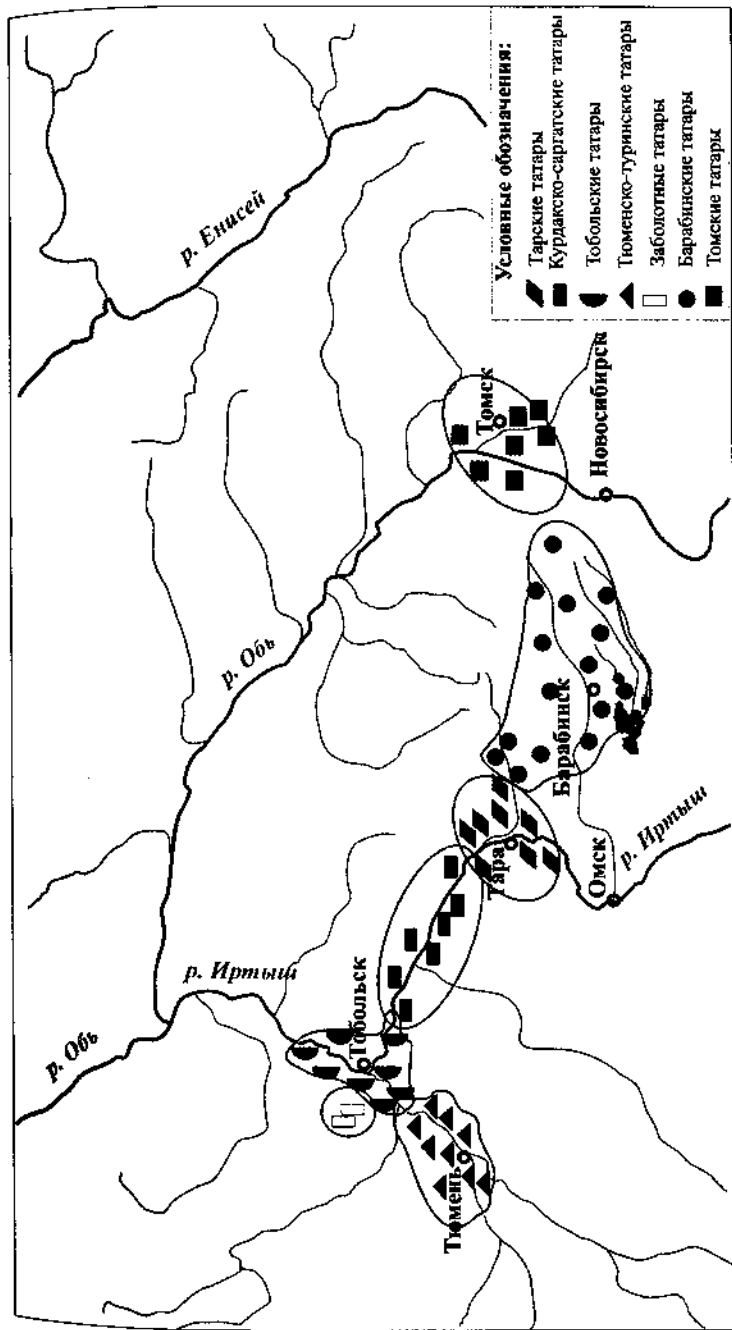 р. Обь
р. Иртыш
р. Обь
р. Енисей
Тобольск
Тюмень
Тара
Томск
Новосибирск
Барабинск
Омск
р. Иртыш
Условные обозначения:
Тарские татары
Курдакско-саргатские татары
Тобольские татары
Тюменско-туринские татары
Заболотные татары
Барабинские татары
Томские татары